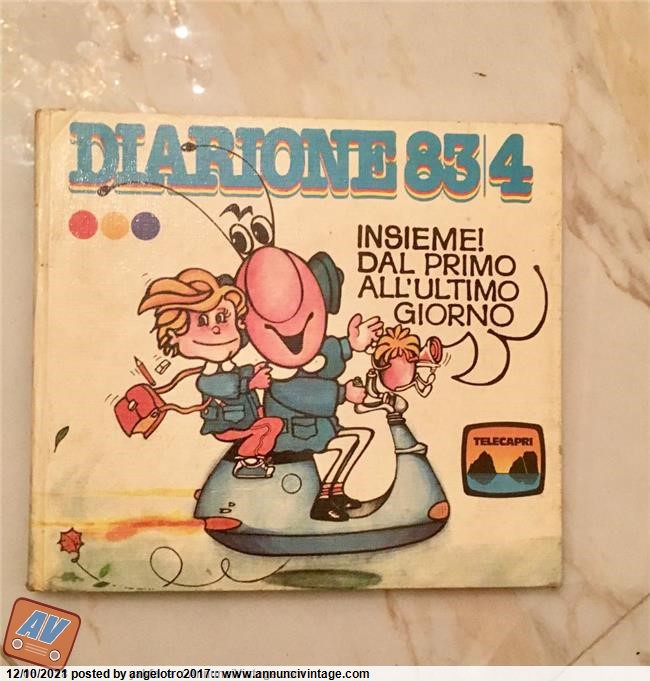 DIARIONE 83|4
INSIEME!
DAL PRIMO
ALL'ULTIMO
GIORNO
TELECAPRI
AV
12/10/2021 posted by angelotro2017:: www.annuncivintage.com